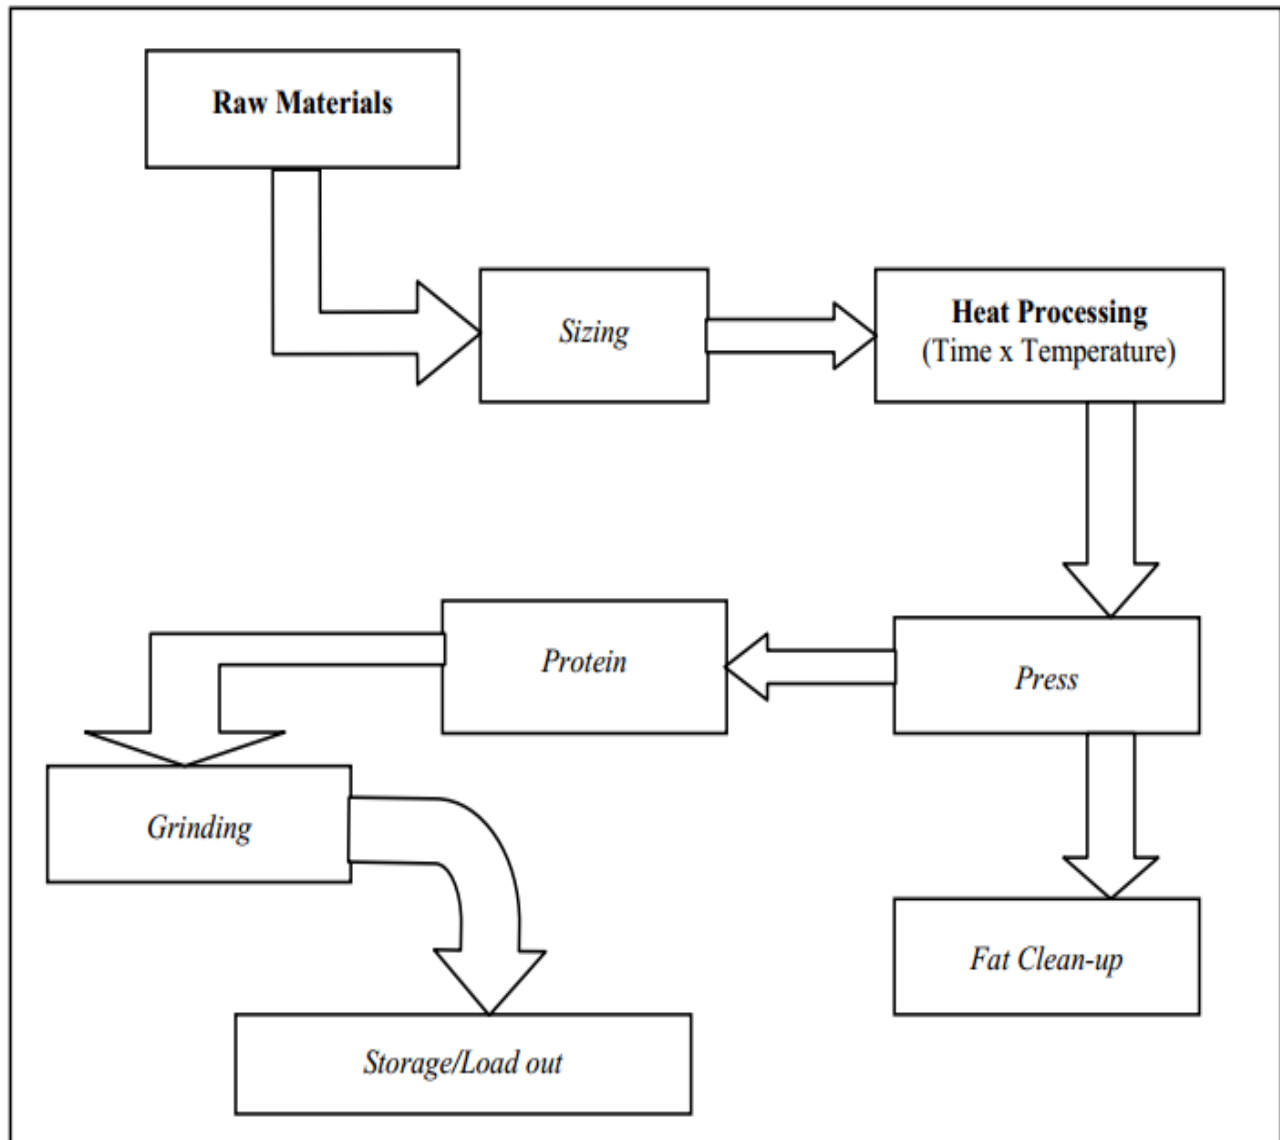 Raw Materials
Sizing
Heat Processing
(Time x Temperature)
Protein
Press
Grinding
Fat Clean-up
Storage/Load out